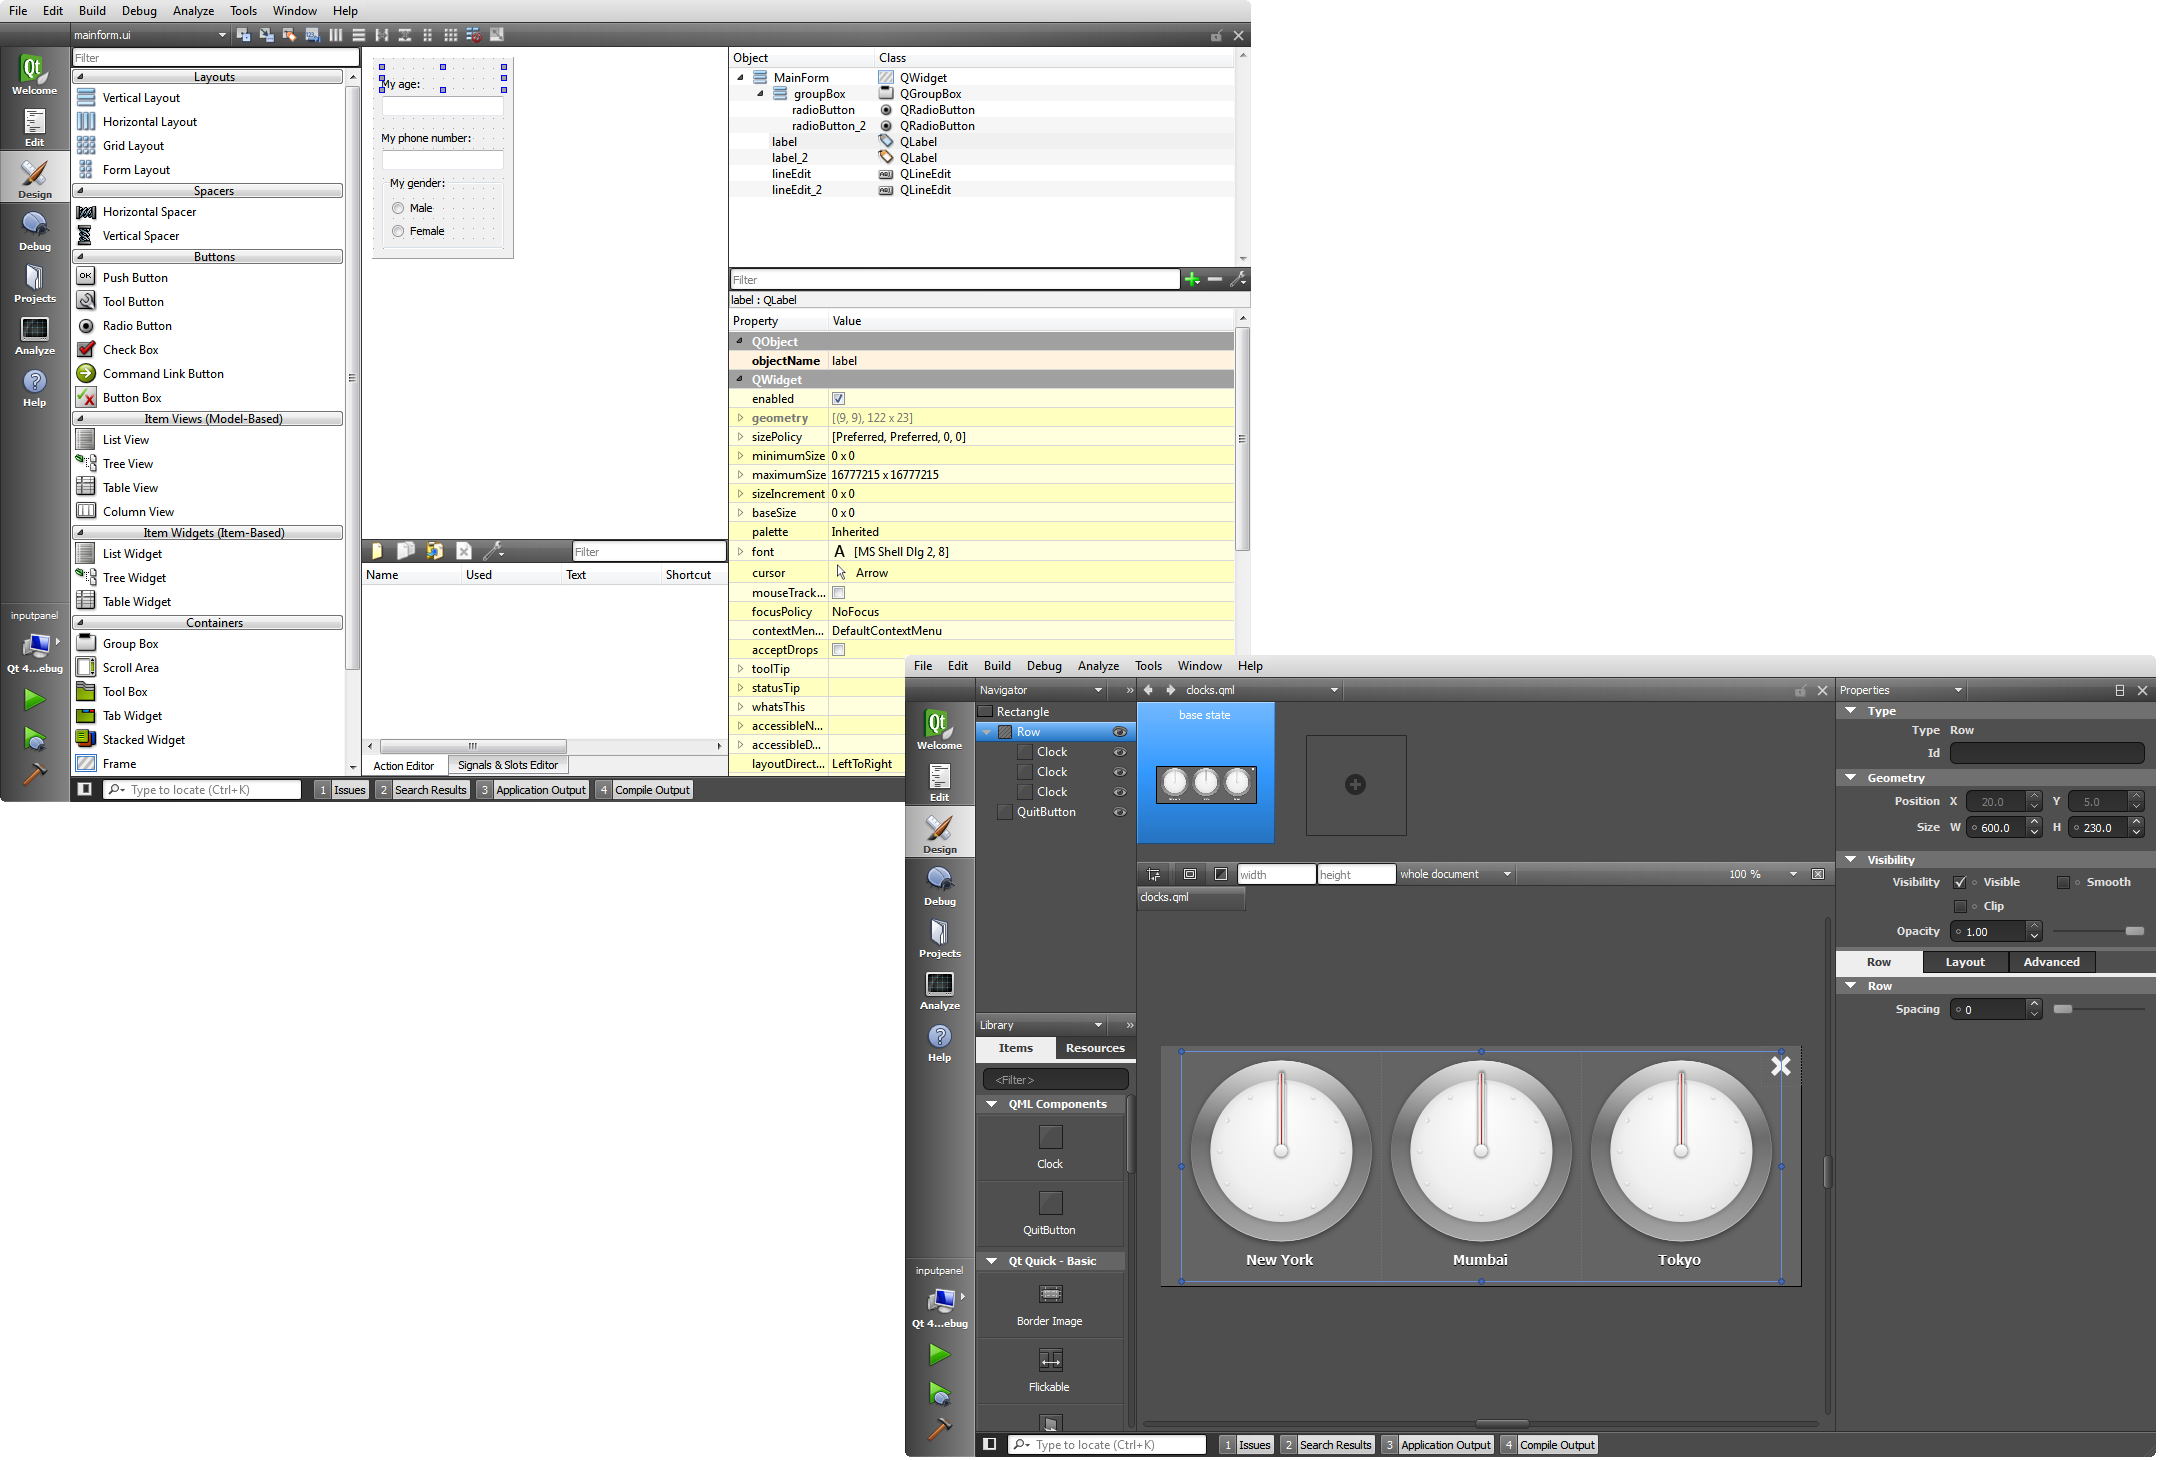 File Edit Build Debug Analyze Tools Window Help
mainform.ui
Welcome
Edit
Design
Debug
Projects
Analyze
Help
inputpanel
Qt 4...ebug
Filter
Layouts
Vertical Layout
Horizontal Layout
Grid Layout
Form Layout
Spacers
Horizontal Spacer
Vertical Spacer
Buttons
Push Button
Tool Button
Radio Button
Check Box
Command Link Button
Button Box
Item Views (Model-Based)
List View
Tree View
Table View
Column View
Item Widgets (Item-Based)
List Widget
Tree Widget
Table Widget
Containers
Group Box
Scroll Area
Tool Box
Tab Widget
Stacked Widget
Frame
My age:
My phone number:
My gender:
Male
Female
Filter
Name Used Text Shortcut
Action Editor Signals & Slots Editor
Object Class
MainForm QWidget
groupBox QGroupBox
radioButton QRadioButton
radioButton_2 QRadioButton
label QLabel
label_2 QLabel
lineEdit QLineEdit
lineEdit_2 QLineEdit
Filter
label : QLabel
Property Value
QObject
objectName label
QWidget
enabled
geometry [(9, 9), 122 x 23]
sizePolicy [Preferred, Preferred, 0, 0]
minimumSize 0 x 0
maximumSize 16777215 x 16777215
sizeIncrement 0 x 0
baseSize 0 x 0
palette Inherited
font A [MS Shell Dlg 2, 8]
cursor Arrow
mouseTrack...
focusPolicy NoFocus
contextMen... DefaultContextMenu
acceptDrops
toolTip
statusTip
whatsThis
accessibleN...
accessibleD...
layoutDirect... LeftToRight
Type to locate (Ctrl+K) 1 Issues 2 Search Results 3 Application Output 4 Compile Output
File Edit Build Debug Analyze Tools Window Help
Qt
Welcome
Edit
Design
Debug
Projects
Analyze
Help
inputpanel
Qt 4...ebug
Navigator
Rectangle
Row
Clock
Clock
Clock
QuitButton
Library
Items Resources
<Filter>
QML Components
Clock
QuitButton
Qt Quick - Basic
Border Image
Flickable
clocks.qml
base state
width height whole document 100 %
clocks.qml
New York Mumbai Tokyo
Properties
Type
Type Row
Id
Geometry
Position X 20.0 Y 5.0
Size W 600.0 H 230.0
Visibility
Visibility Visible Smooth
Clip
Opacity 1.00
Row Layout Advanced
Row
Spacing 0
Type to locate (Ctrl+K) 1 Issues 2 Search Results 3 Application Output 4 Compile Output